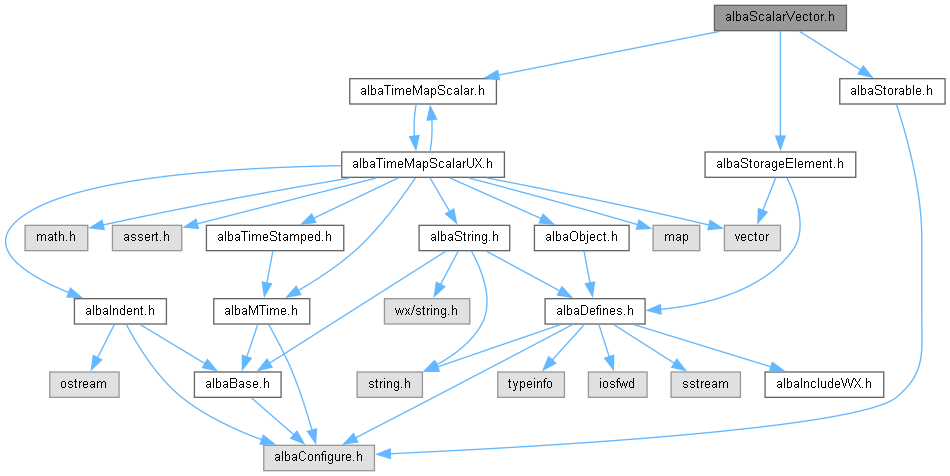 albaScalarVector.h
albaTimeMapScalar.h
albaStorable.h
albaTimeMapScalarUX.h
albaStorageElement.h
math.h
assert.h
albaTimeStamped.h
albaString.h
albaObject.h
map
vector
albaIndent.h
albaMTime.h
wx/string.h
albaDefines.h
ostream
albaBase.h
string.h
typeinfo
iosfwd
sstream
albaIncludeWX.h
albaConfigure.h